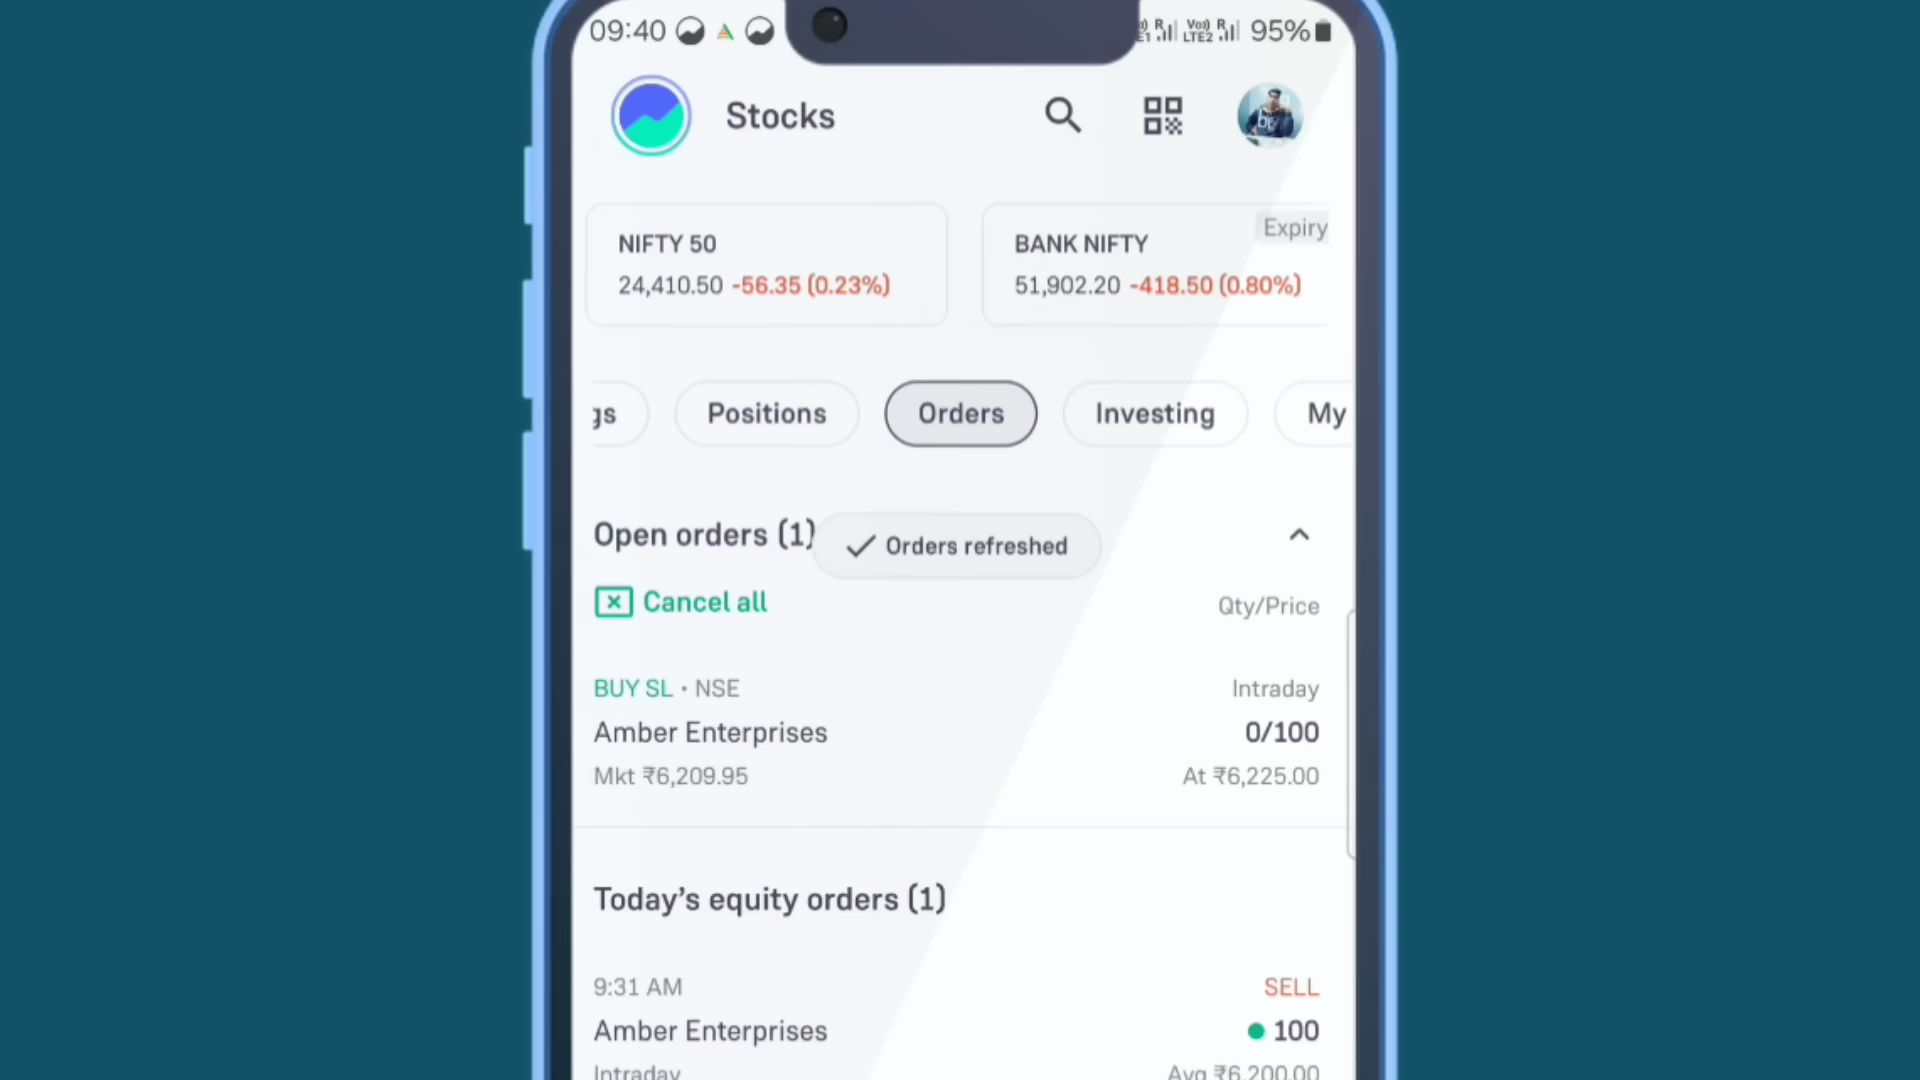 09:40 95%
VoD R
LTE2
Stocks
Expiry
NIFTY 50 BANK NIFTY
24,410.50 -56.35 (0.23%) 51,902.20 -418.50 (0.80%)
gs Positions Orders Investing My
Open orders (1) Orders refreshed
Cancel all Qty/Price
BUY SL · NSE Intraday
Amber Enterprises 0/100
Mkt ₹6,209.95 At ₹6,225.00
Today’s equity orders (1)
9:31 AM SELL
Amber Enterprises 100
Intraday Avg ₹6,200.00